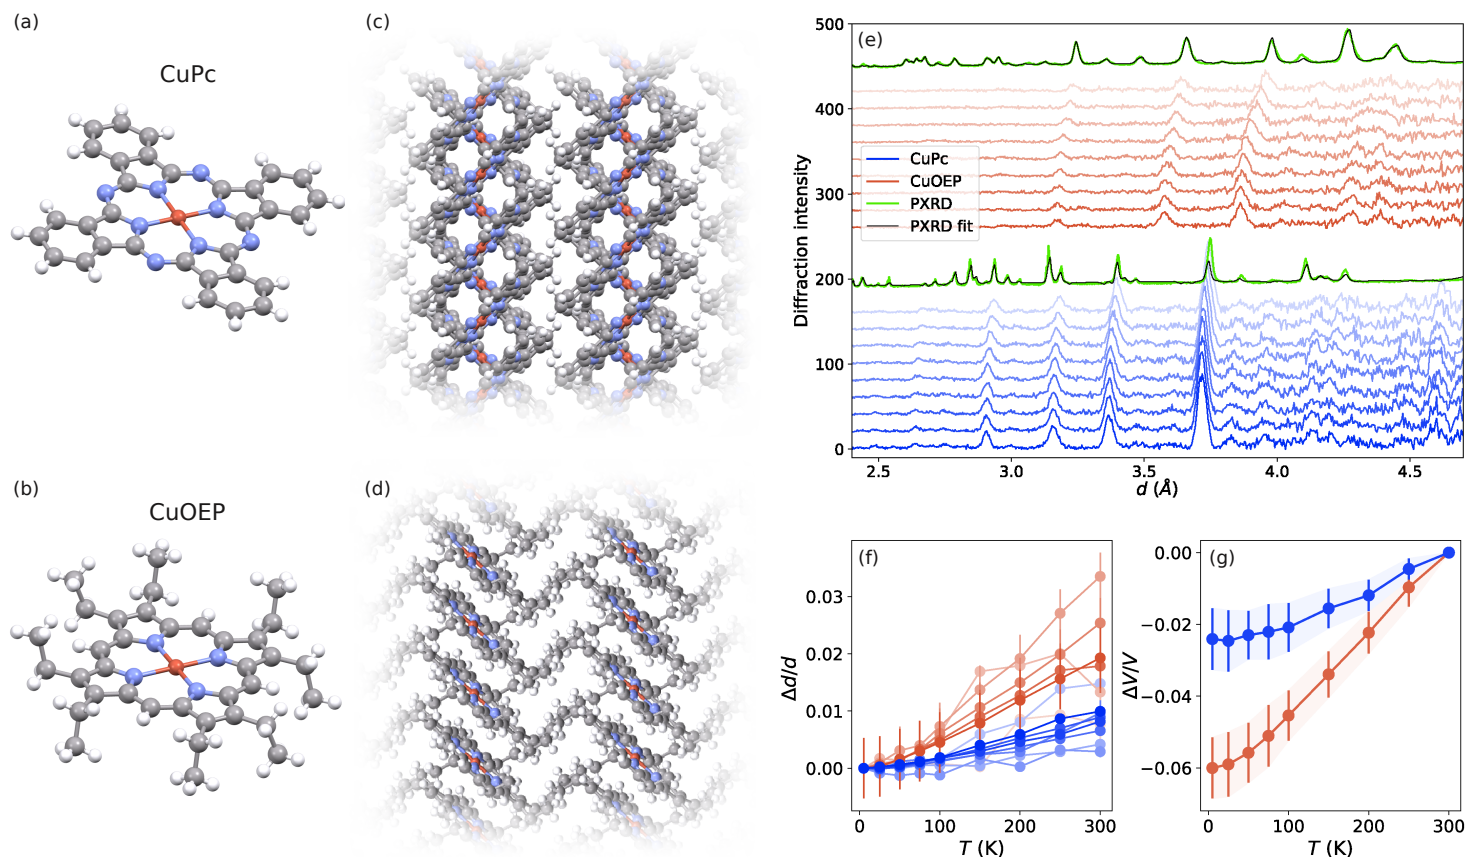 (a)
CuPc
(b)
CuOEP
(c)
(d)
(e)
500
400
300
200
100
0
Diffraction intensity
CuPc
CuOEP
PXRD
PXRD fit
2.5 3.0 3.5 4.0 4.5
d (Å)
(f)
0.03
0.02
0.01
0.00
Δd/d
0 100 200 300
T (K)
(g)
0.00
−0.02
−0.04
−0.06
ΔV/V
0 100 200 300
T (K)